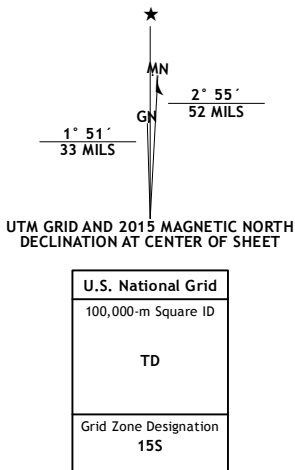 MN
GN
2° 55´
52 MILS
1° 51´
33 MILS
UTM GRID AND 2015 MAGNETIC NORTH
DECLINATION AT CENTER OF SHEET
U.S. National Grid
100,000-m Square ID
TD
Grid Zone Designation
15S